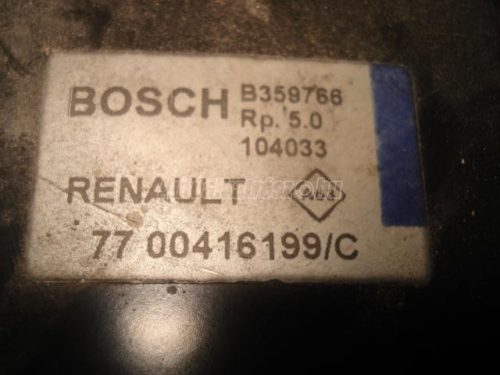 BOSCH B359766
Rp. 5.0
104033
RENAULT
77 00416199/C